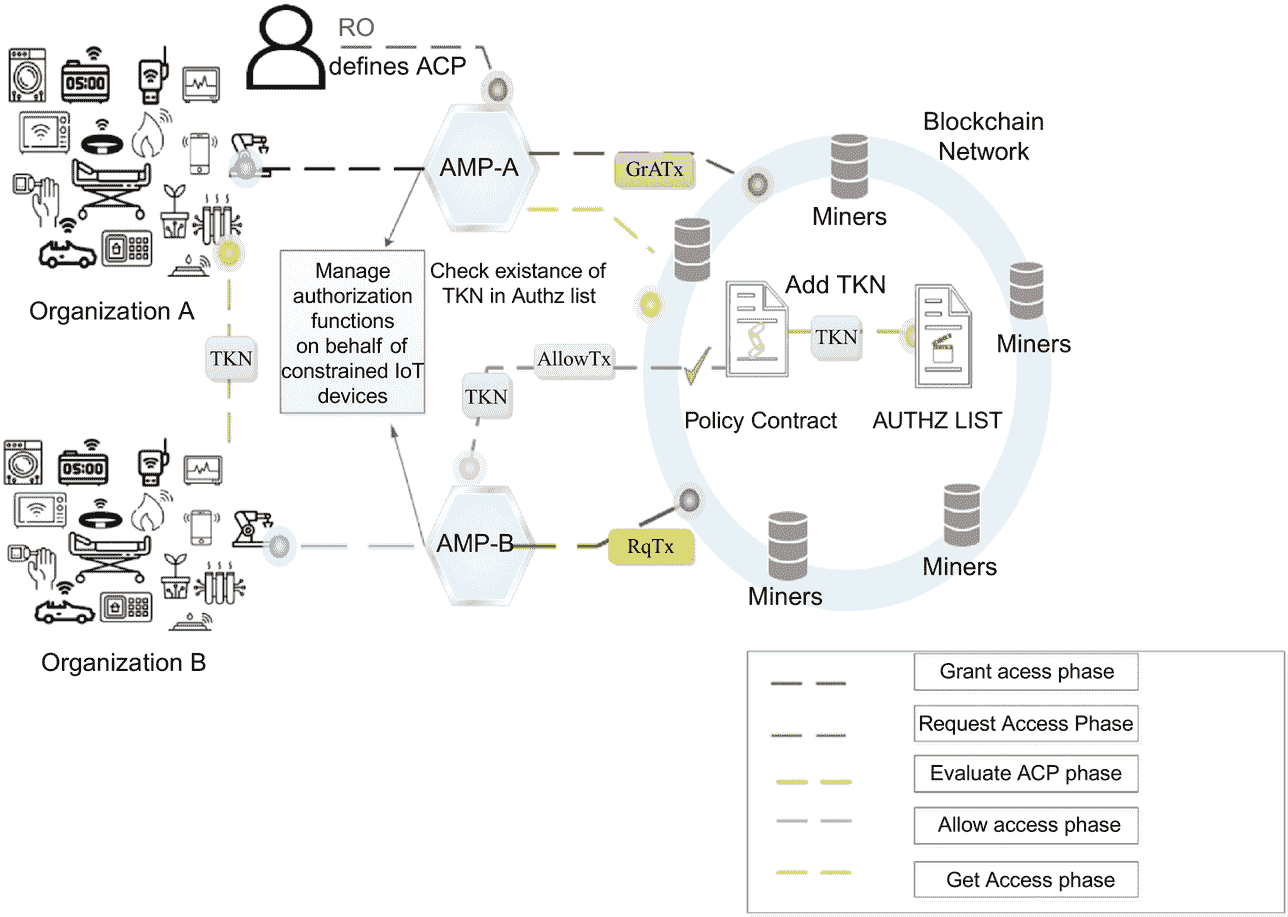 RO
defines ACP
05:00
AMP-A
GrATx
Blockchain
Network
Miners
Organization A
Manage
authorization
functions
on behalf of
constrained IoT
devices
Check existance of
TKN in Authz list
Add TKN
TKN
Miners
TKN
AllowTx
TKN
Policy Contract
AUTHZ LIST
05:00
AMP-B
RqTx
Miners
Miners
Organization B
Grant acess phase
Request Access Phase
Evaluate ACP phase
Allow access phase
Get Access phase